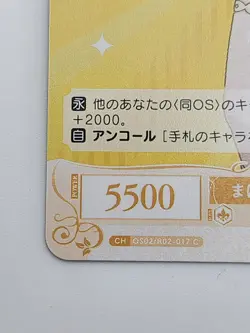 永 他のあなたの〈同OS〉のキ
+2000。
自 アンコール [手札のキャラ
5500
ま
CH OS02/R02-017 C